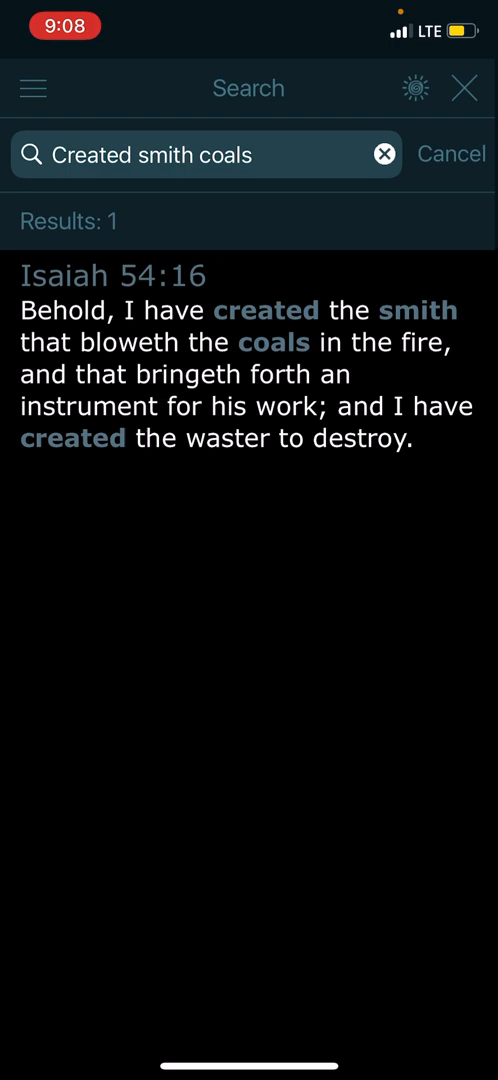 9:08
LTE
Search
Created smith coals
Cancel
Results: 1
Isaiah 54:16
Behold, I have created the smith
that bloweth the coals in the fire,
and that bringeth forth an
instrument for his work; and I have
created the waster to destroy.